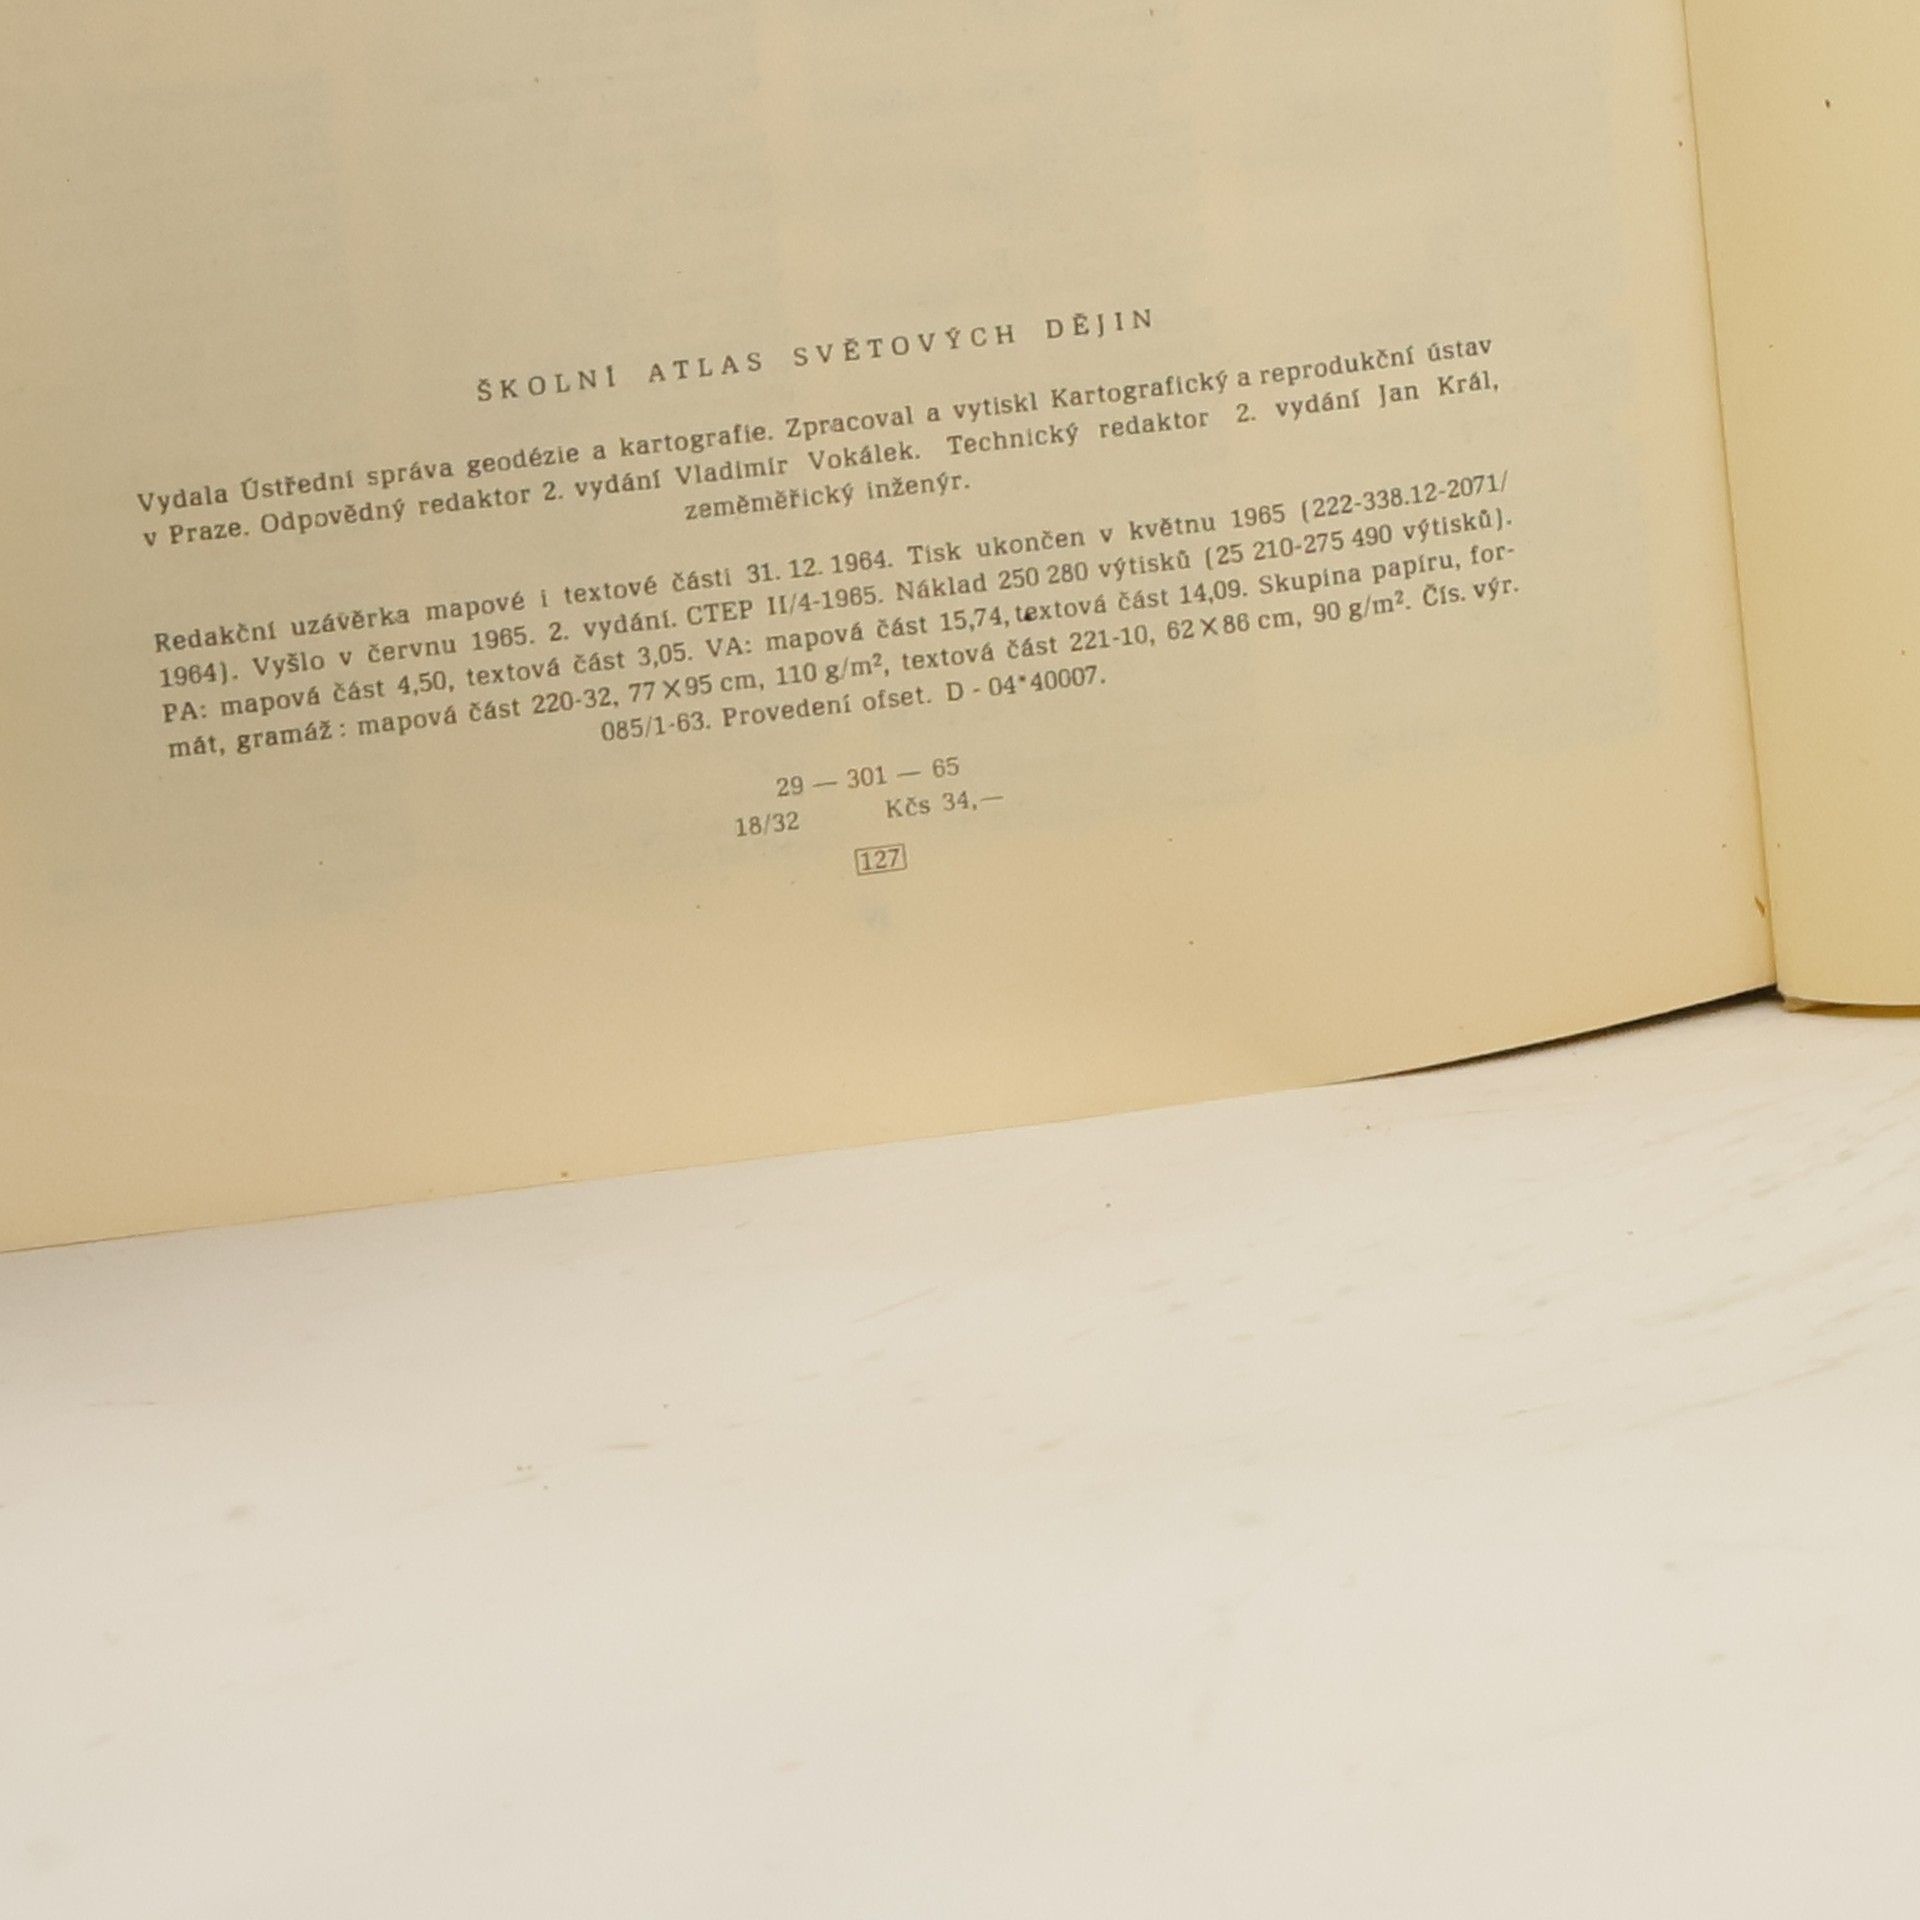 ŠKOLNÍ ATLAS SVĚTOVÝCH DĚJIN
Vydala Ústřední správa geodézie a kartografie. Zpracoval a vytiskl Kartografický a reprodukční ústav
v Praze. Odpovědný redaktor 2. vydání Vladimír Vokálek. Technický redaktor 2. vydání Jan Král,
zeměměřický inženýr.
Redakční uzávěrka mapové i textové části 31. 12. 1964. Tisk ukončen v květnu 1965 (222-338.12-2071/
1964). Vyšlo v červnu 1965. 2. vydání. CTEP II/4-1965. Náklad 250 280 výtisků (25 210-275 490 výtisků).
PA: mapová část 4,50, textová část 3,05. VA: mapová část 15,74, textová část 14,09. Skupina papíru, for-
mát, gramáž: mapová část 220-32, 77×95 cm, 110 g/m², textová část 221-10, 62×86 cm, 90 g/m². Čís. výr.
085/1-63. Provedení ofset. D - 04*40007.
29 — 301 — 65
18/32 Kčs 34,—
127